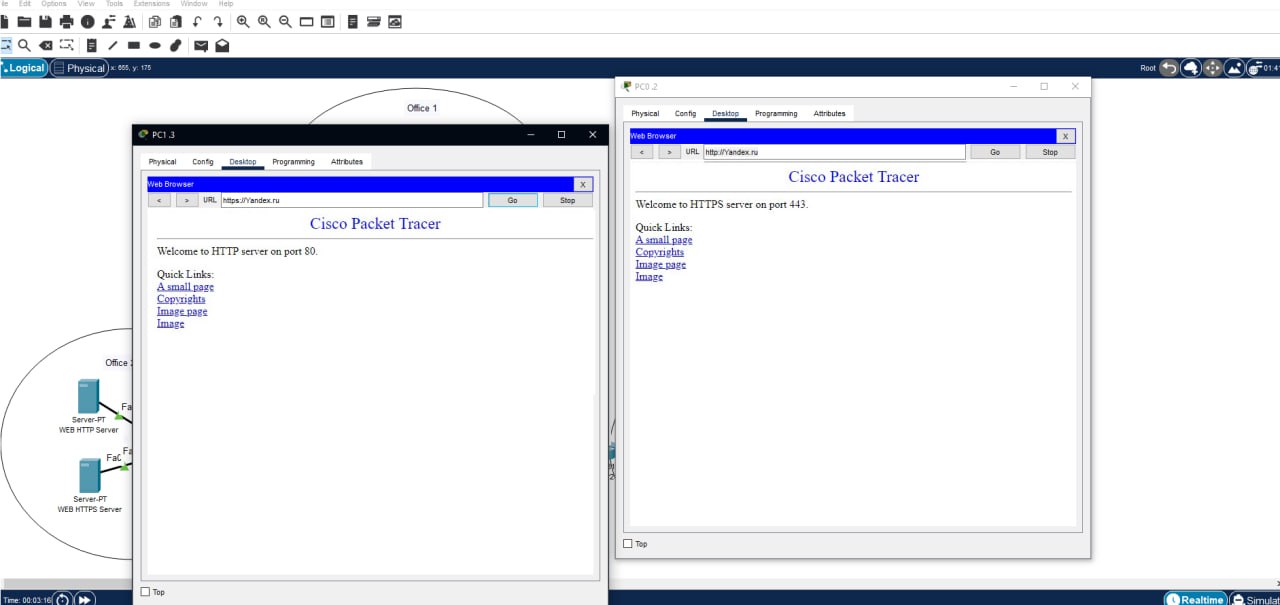 File Edit Options View Tools Extensions Window Help
Logical Physical x: 655, y: 175
Root
Office 1
PC1 .3
Physical Config Desktop Programming Attributes
Web Browser X
< > URL https://Yandex.ru Go Stop
Cisco Packet Tracer
Welcome to HTTP server on port 80.
Quick Links:
A small page
Copyrights
Image page
Image
Top
PC0 .2
Physical Config Desktop Programming Attributes
Web Browser X
< > URL http://Yandex.ru Go Stop
Cisco Packet Tracer
Welcome to HTTPS server on port 443.
Quick Links:
A small page
Copyrights
Image page
Image
Top
Office
Fa
Server-PT
WEB HTTP Server
Fa
Fa0
Server-PT
WEB HTTPS Server
Time: 00:03:16
Realtime
Simulat